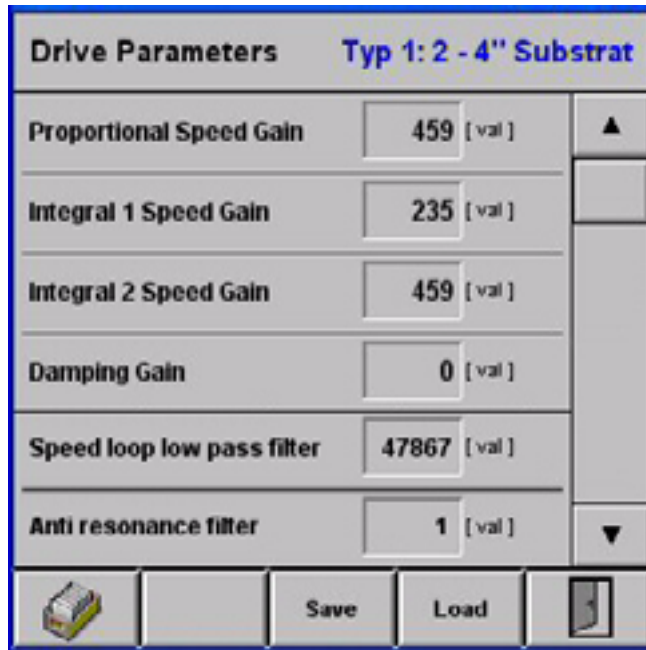 Drive Parameters Typ 1: 2 - 4" Substrat
Proportional Speed Gain 459 [ val ]
Integral 1 Speed Gain 235 [ val ]
Integral 2 Speed Gain 459 [ val ]
Damping Gain 0 [ val ]
Speed loop low pass filter 47867 [ val ]
Anti resonance filter 1 [ val ]
Save Load